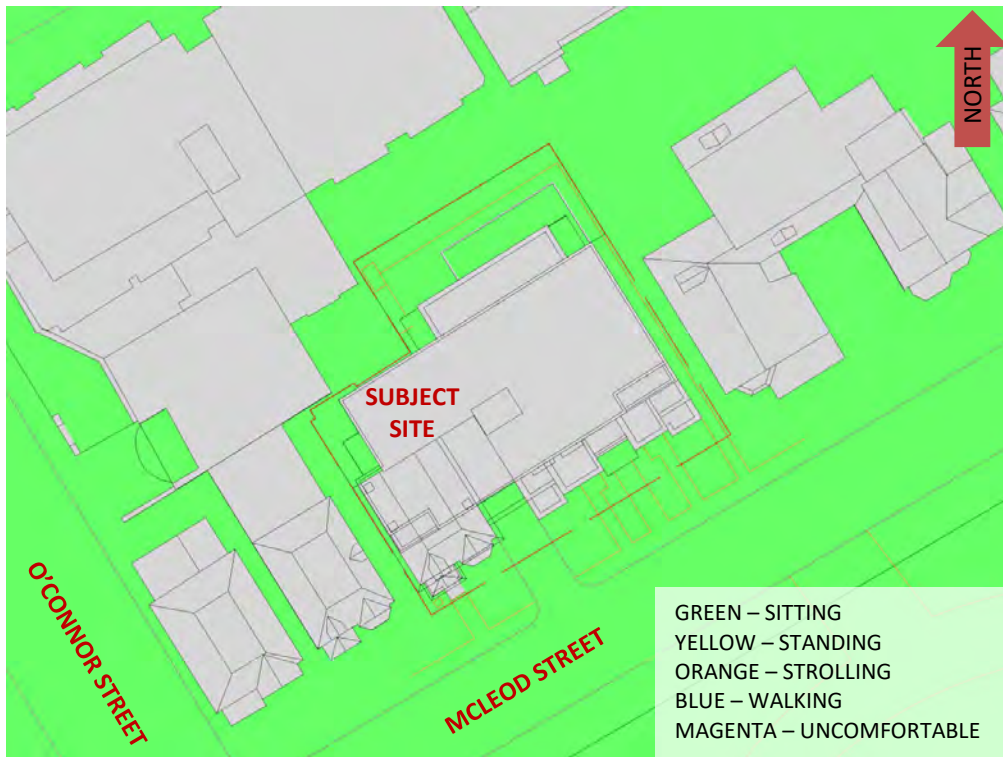 NORTH
SUBJECT
SITE
O'CONNOR STREET
MCLEOD STREET
GREEN – SITTING
YELLOW – STANDING
ORANGE – STROLLING
BLUE – WALKING
MAGENTA – UNCOMFORTABLE